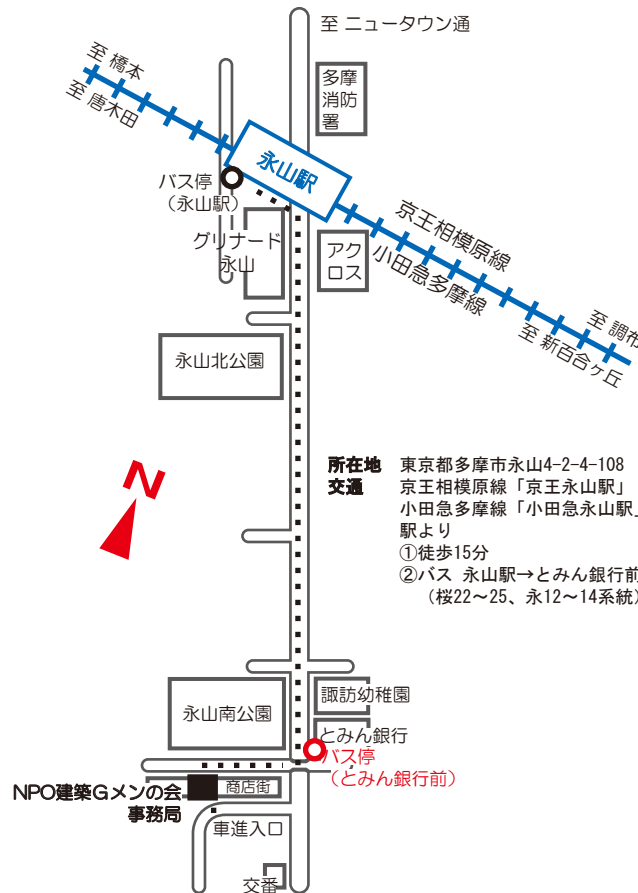 至 ニュータウン通
至 橋本
至 唐木田
多摩
消防
署
永山駅
バス停
（永山駅）
グリナード
永山
アク
ロス
京王相模原線
小田急多摩線
至 調布
至 新百合ヶ丘
永山北公園
N
所在地 東京都多摩市永山4-2-4-108
交通 京王相模原線「京王永山駅」
小田急多摩線「小田急永山駅」
駅より
①徒歩15分
②バス 永山駅→とみん銀行前
（桜22～25、永12～14系統）
永山南公園
諏訪幼稚園
とみん銀行
バス停
（とみん銀行前）
NPO建築Gメンの会
事務局
商店街
車進入口
交番